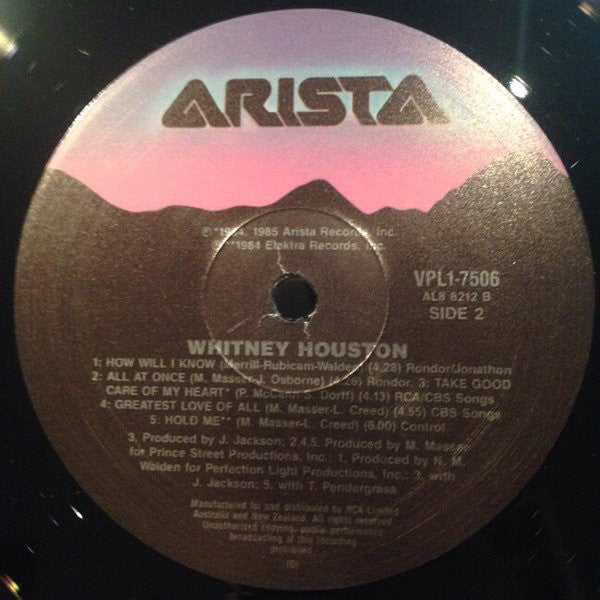 ARISTA
℗*1984, 1985 Arista Records, Inc.
℗**1984 Elektra Records, Inc.
VPL1-7506
AL8 8212 B
SIDE 2
WHITNEY HOUSTON
1: HOW WILL I KNOW (Merrill-Rubicam-Walden) (4.28) Rondor/Jonathon
2: ALL AT ONCE (M. Masser-J. Osborne) (4.26) Rondor. 3: TAKE GOOD
CARE OF MY HEART* (P. McCann-S. Dorff) (4.13) RCA/CBS Songs
4: GREATEST LOVE OF ALL (M. Masser-L. Creed) (4.55) CBS Songs
5: HOLD ME** (M. Masser-L. Creed) (6.00) Control
3, Produced by J. Jackson; 2,4,5. Produced by M. Masser
for Prince Street Productions, Inc.; 1. Produced by N. M.
Walden for Perfection Light Productions, Inc.; 3, with
J. Jackson; 5. with T. Pendergrass
Manufactured for and distributed by RCA Limited
Australia and New Zealand. All rights reserved.
Unauthorised copying, public performance,
broadcasting of this recording
prohibited.